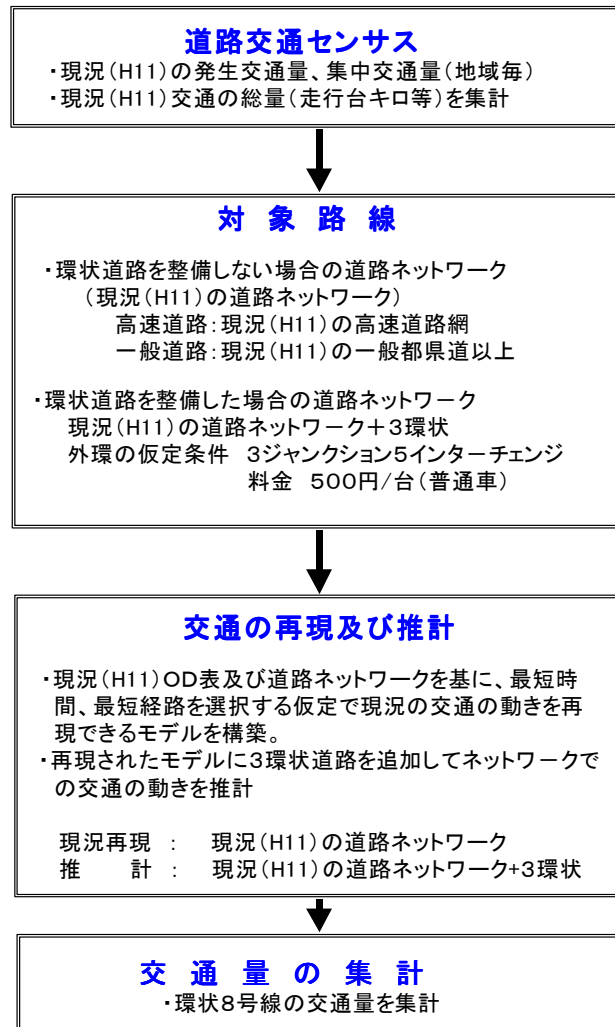 道路交通センサス
・現況(H11)の発生交通量、集中交通量(地域毎)
・現況(H11)交通の総量(走行台キロ等)を集計
対 象 路 線
・環状道路を整備しない場合の道路ネットワーク
(現況(H11)の道路ネットワーク)
高速道路:現況(H11)の高速道路網
一般道路:現況(H11)の一般都県道以上
・環状道路を整備した場合の道路ネットワーク
現況(H11)の道路ネットワーク+3環状
外環の仮定条件 3ジャンクション5インターチェンジ
料金 500円/台(普通車)
交通の再現及び推計
・現況(H11)OD表及び道路ネットワークを基に、最短時
間、最短経路を選択する仮定で現況の交通の動きを再
現できるモデルを構築。
・再現されたモデルに3環状道路を追加してネットワークで
の交通の動きを推計
現況再現 : 現況(H11)の道路ネットワーク
推 計 : 現況(H11)の道路ネットワーク+3環状
交 通 量 の 集 計
・環状8号線の交通量を集計